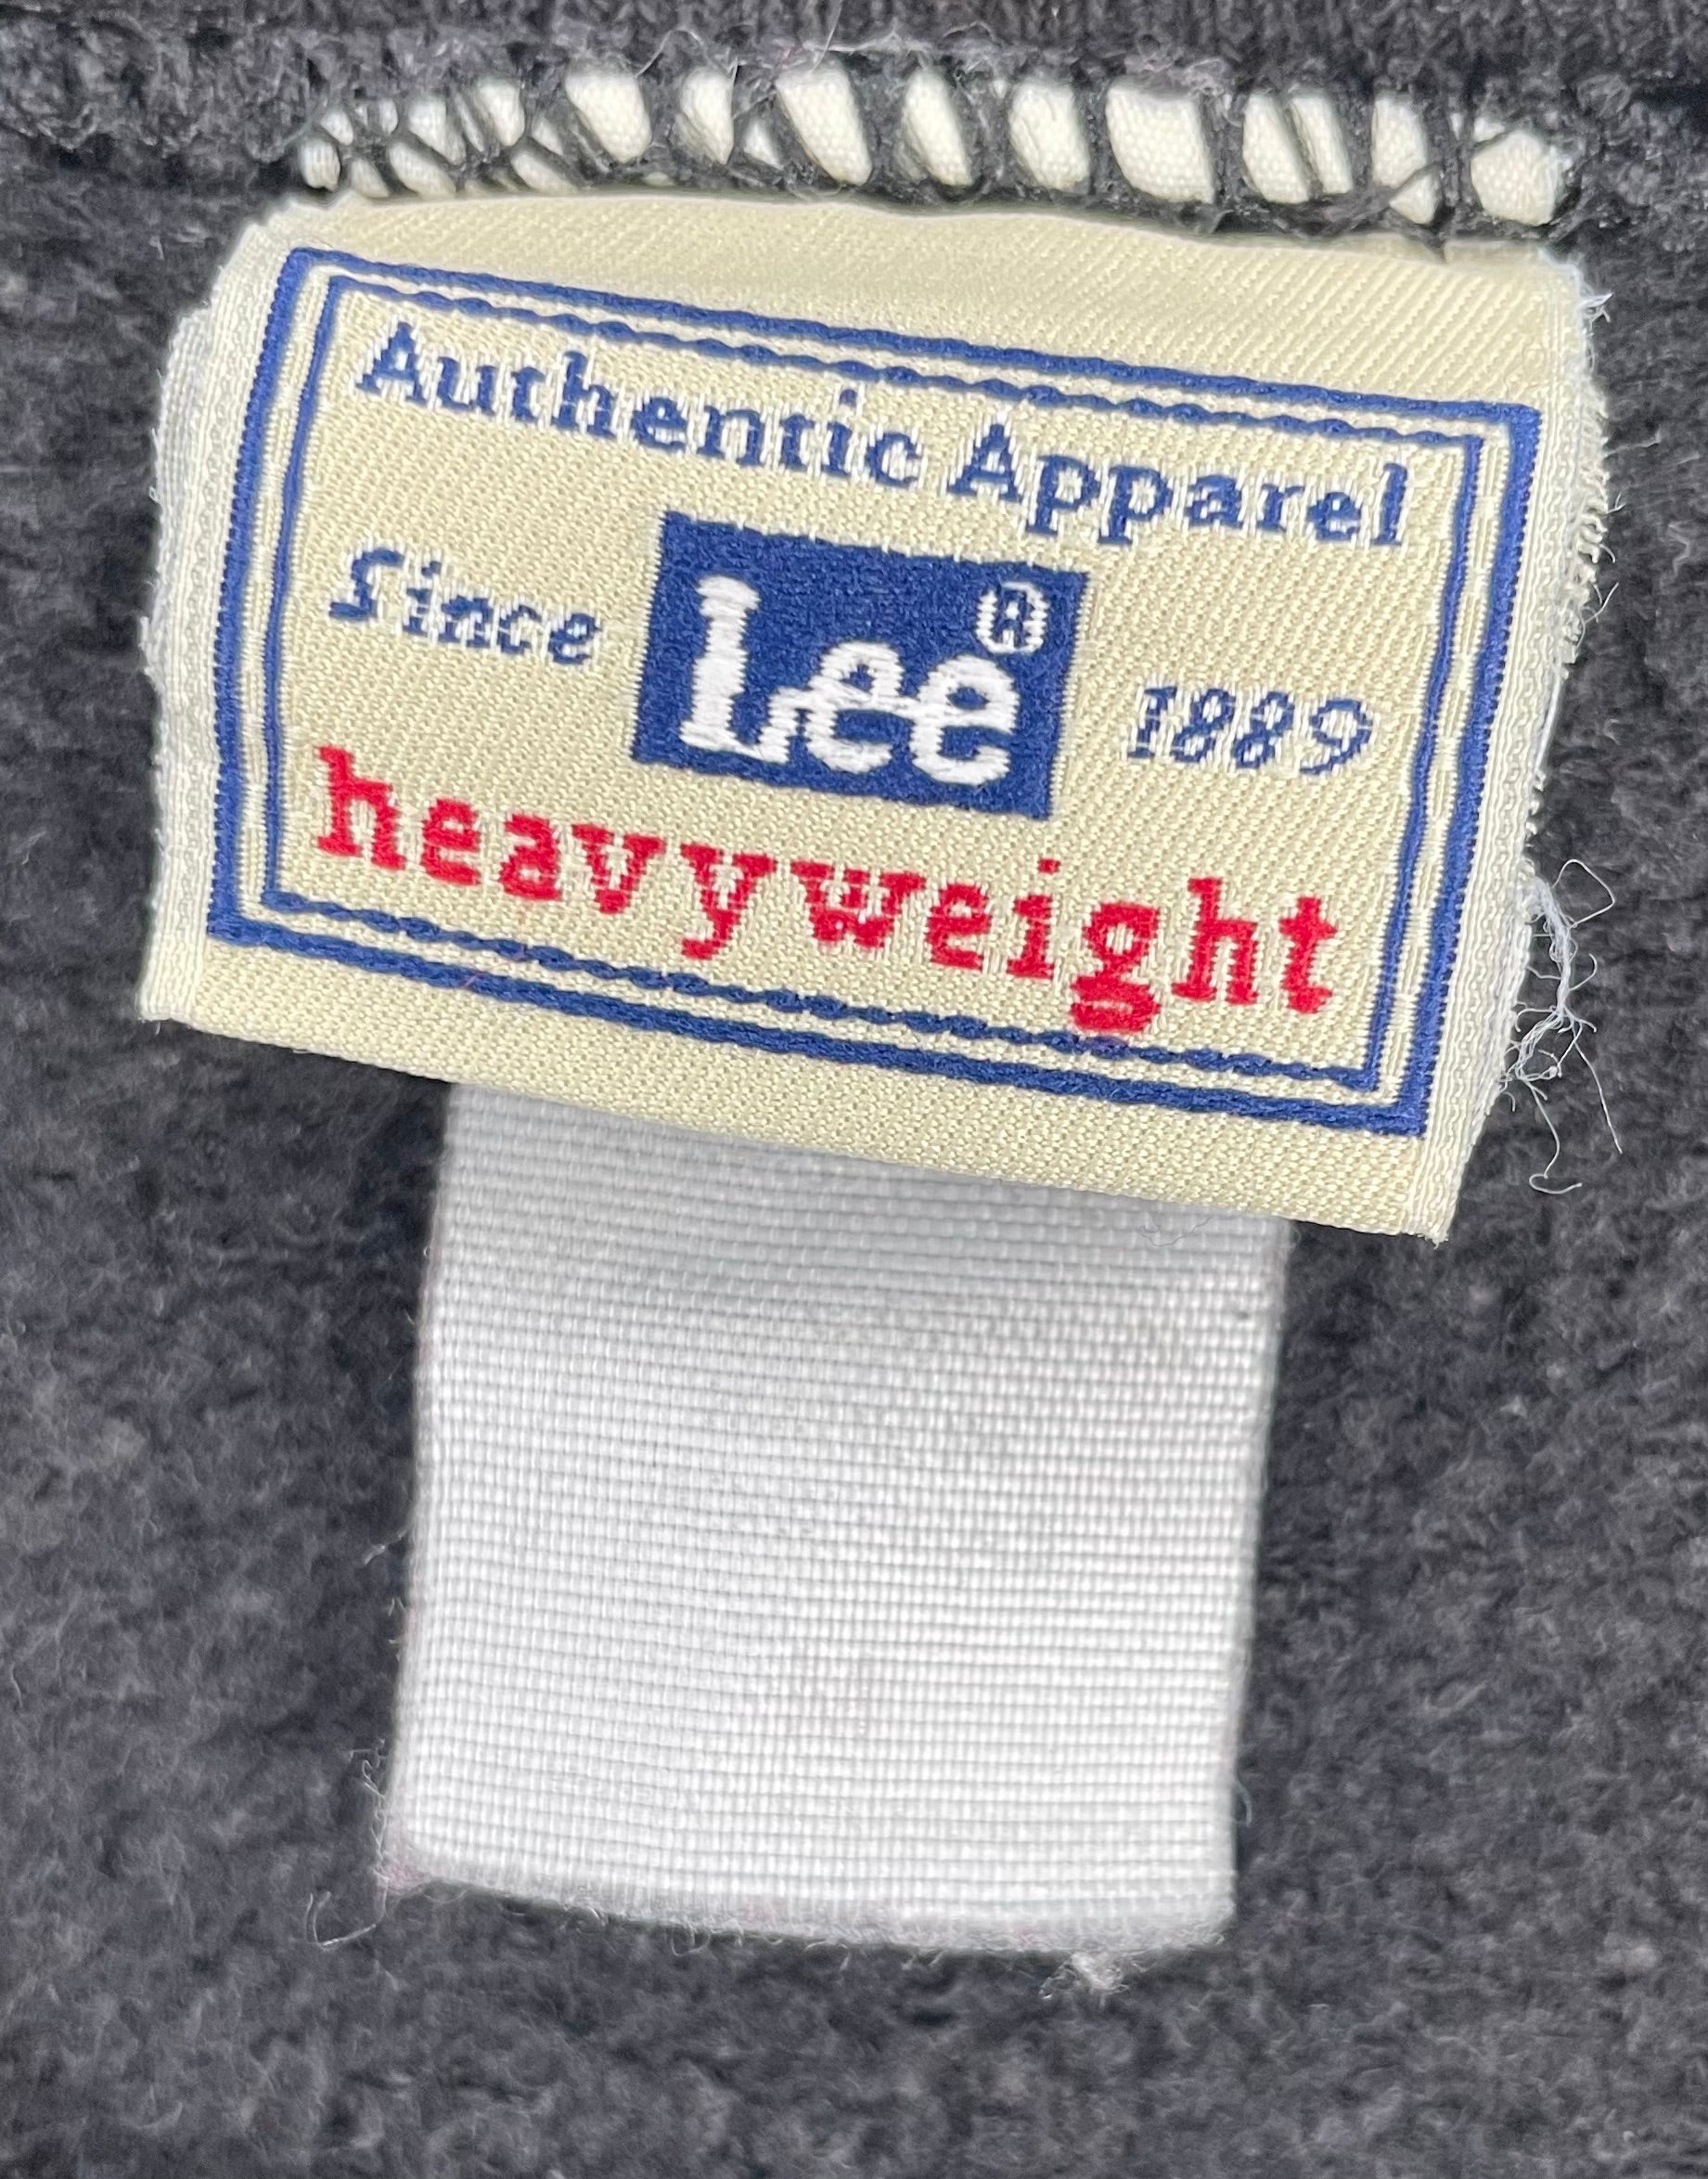 Authentic Apparel
Since Lee® 1889
heavyweight